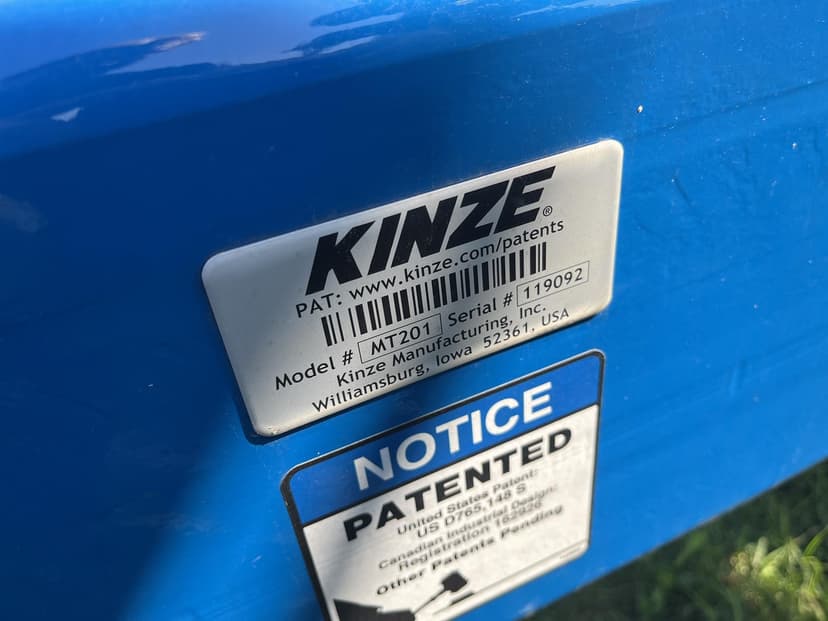 KINZE®
PAT: www.kinze.com/patents
Model # MT201 Serial # 119092
Kinze Manufacturing, Inc.
Williamsburg, Iowa 52361, USA
NOTICE
PATENTED
United States Patent:
US D765,148 S
Canadian Industrial Design:
Registration 162926
Other Patents Pending